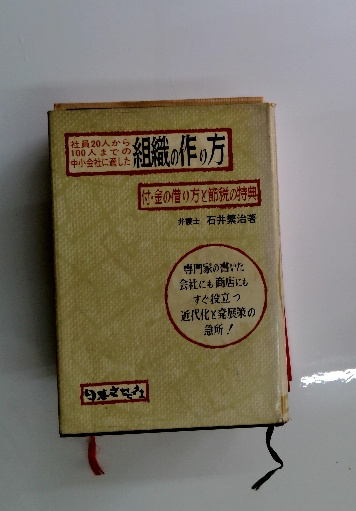 社員20人から
100人までの
中小会社に適した
組織の作り方
付・金の借り方と節税の特典
弁護士 石井繁治著
専門家の書いた
会社にも商店にも
すぐ役立つ
近代化と発展策の
急所!